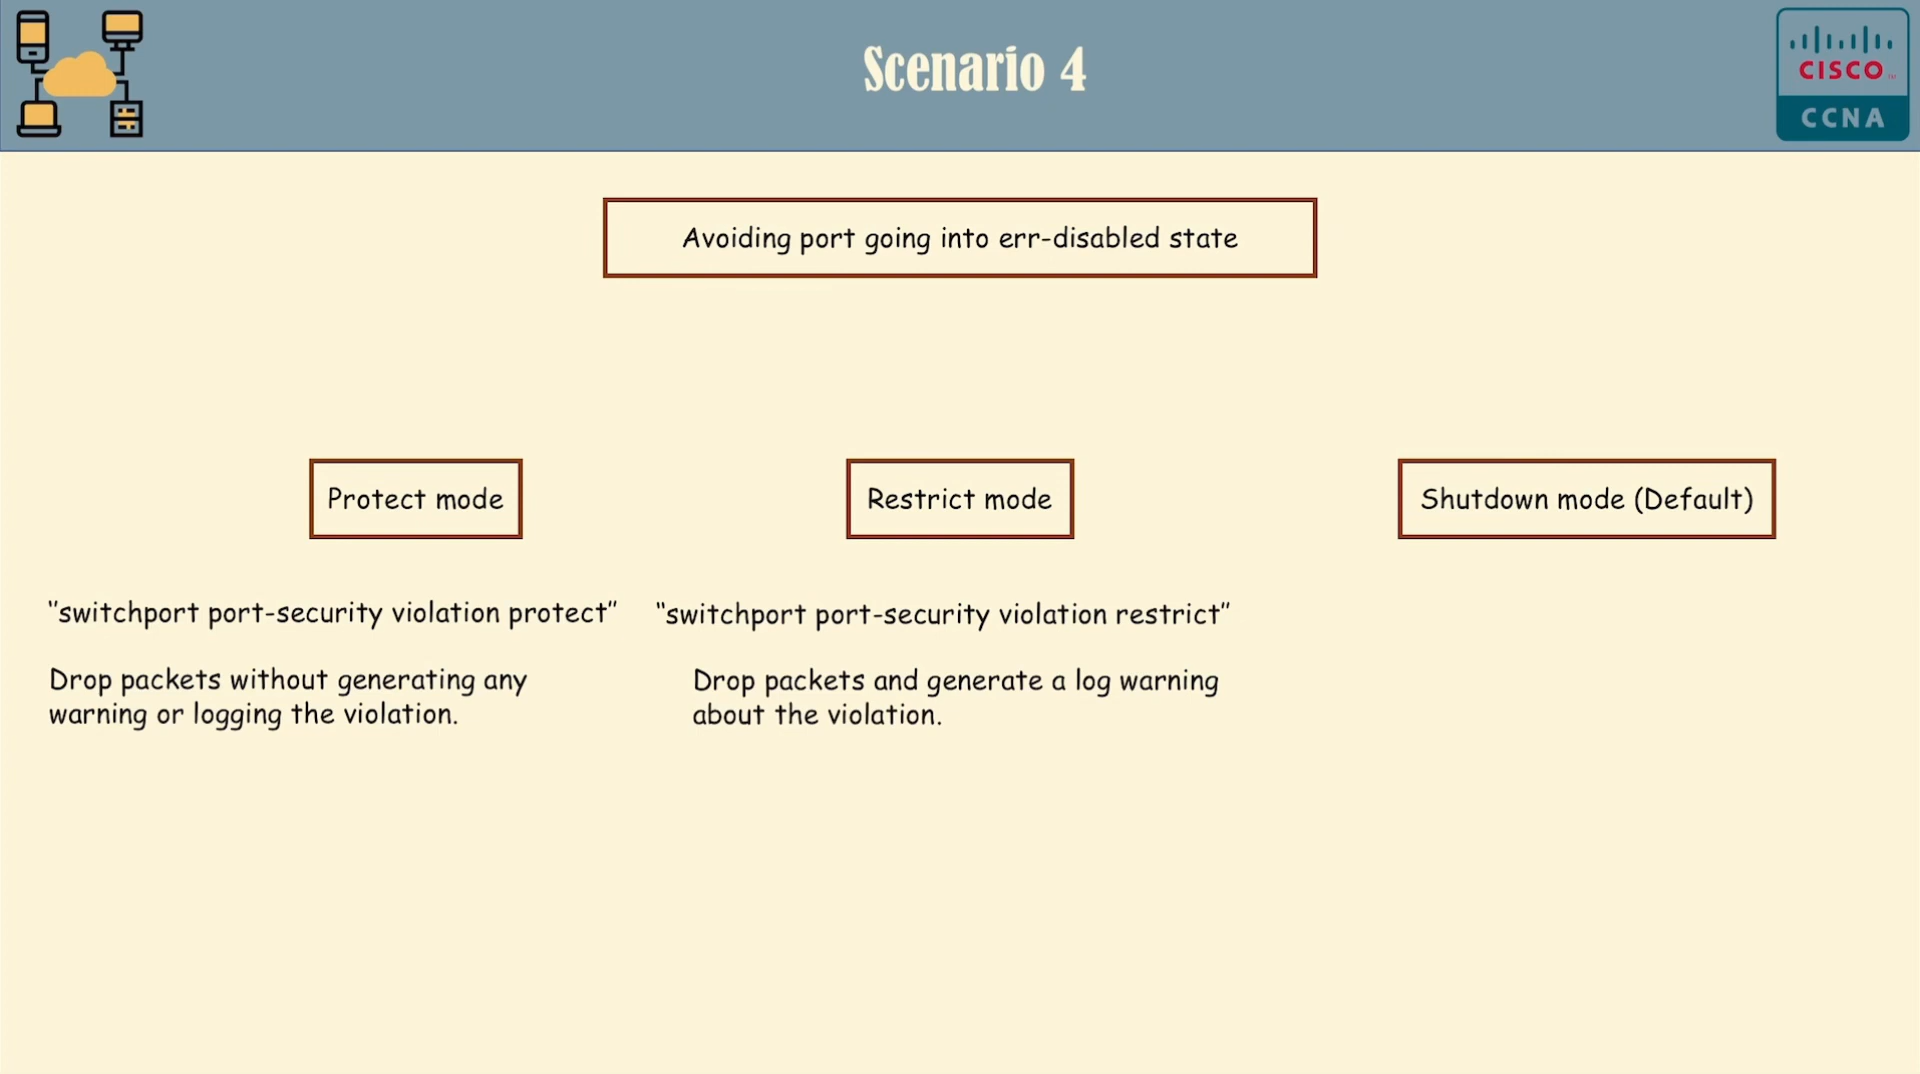 Scenario 4
CISCO
CCNA
Avoiding port going into err-disabled state
Protect mode
Restrict mode
Shutdown mode (Default)
"switchport port-security violation protect"
Drop packets without generating any
warning or logging the violation.
"switchport port-security violation restrict"
Drop packets and generate a log warning
about the violation.